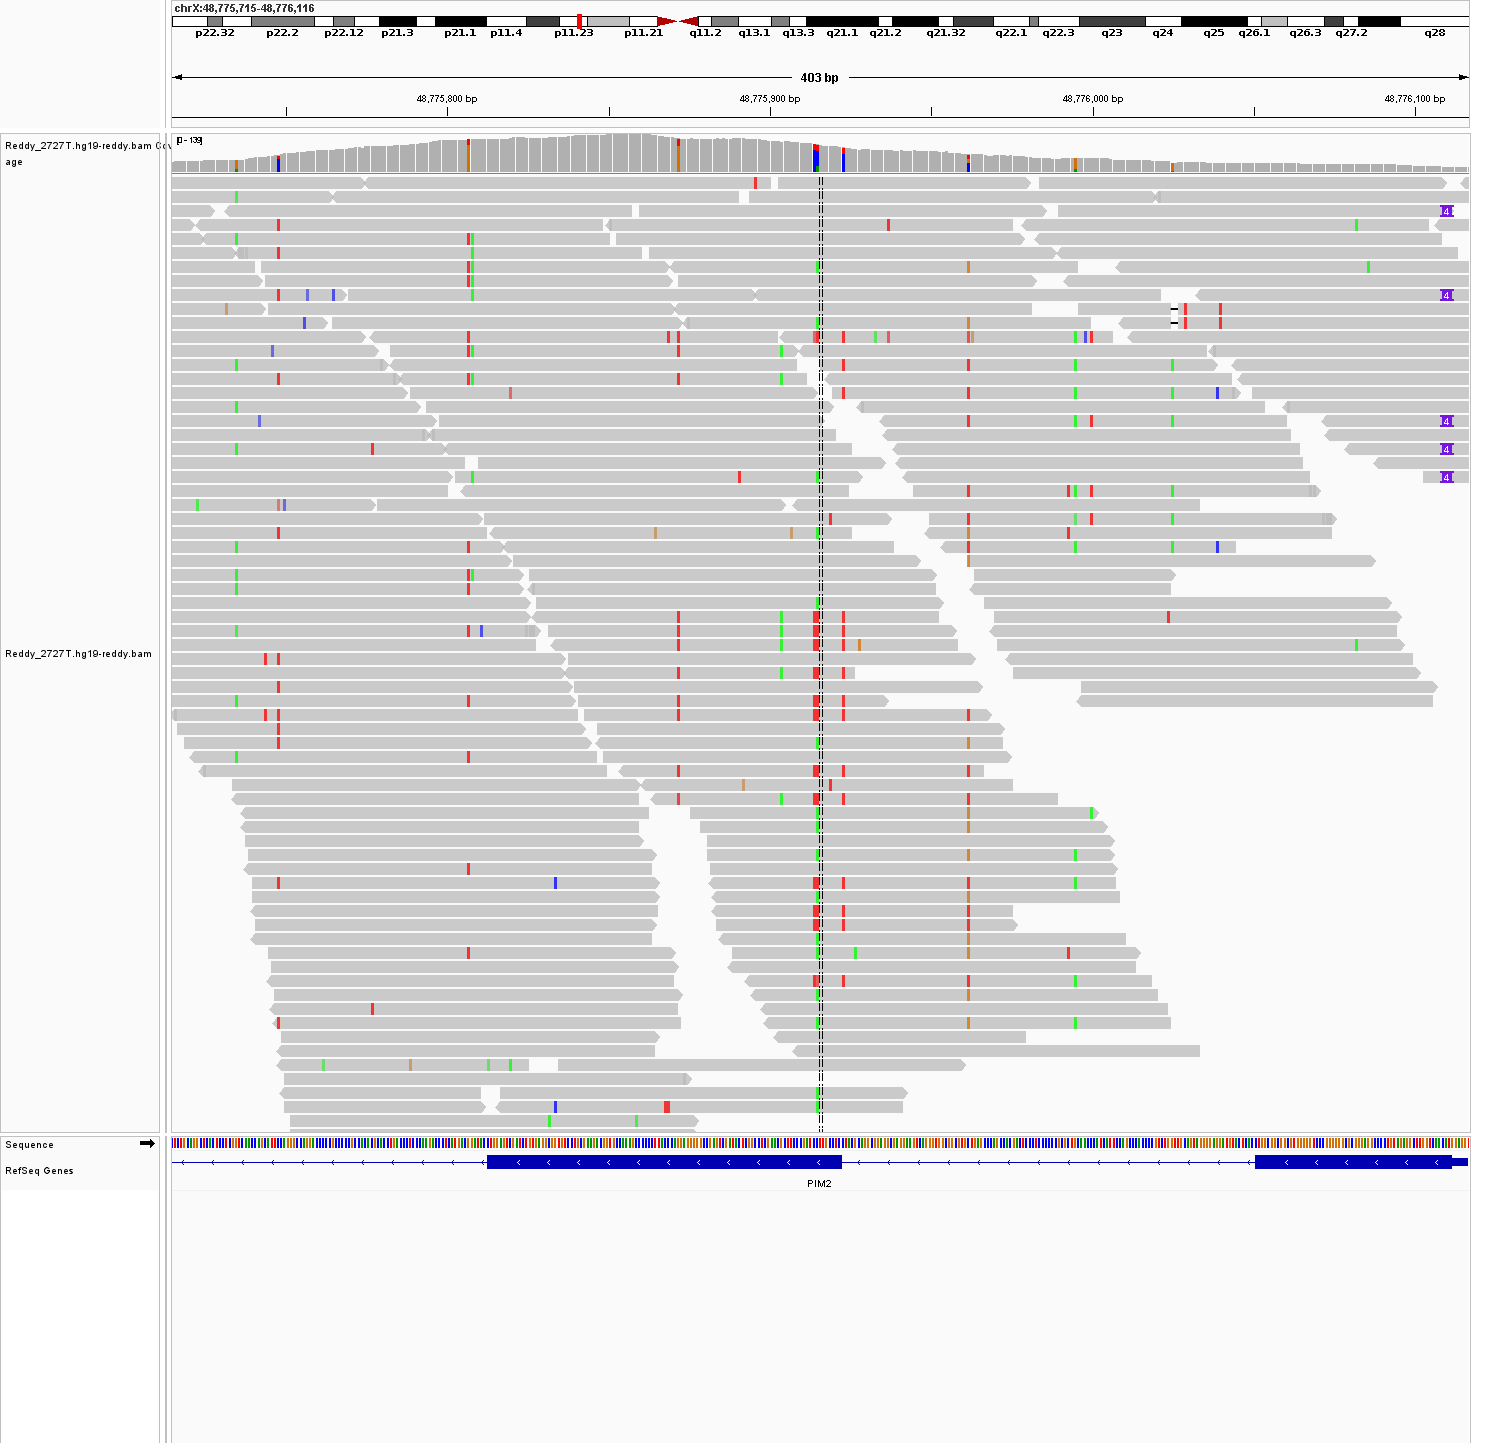 chrX:48,775,715-48,776,116
p22.32 p22.2 p22.12 p21.3 p21.1 p11.4 p11.23 p11.21 q11.2 q13.1 q13.3 q21.1 q21.2 q21.32 q22.1 q22.3 q23 q24 q25 q26.1 q26.3 q27.2 q28
403 bp
48,775,800 bp 48,775,900 bp 48,776,000 bp 48,776,100 bp
[0 - 139]
Reddy_2727T.hg19-reddy.bam Cov
age
4
4
4
4
4
Reddy_2727T.hg19-reddy.bam
Sequence
RefSeq Genes
PIM2